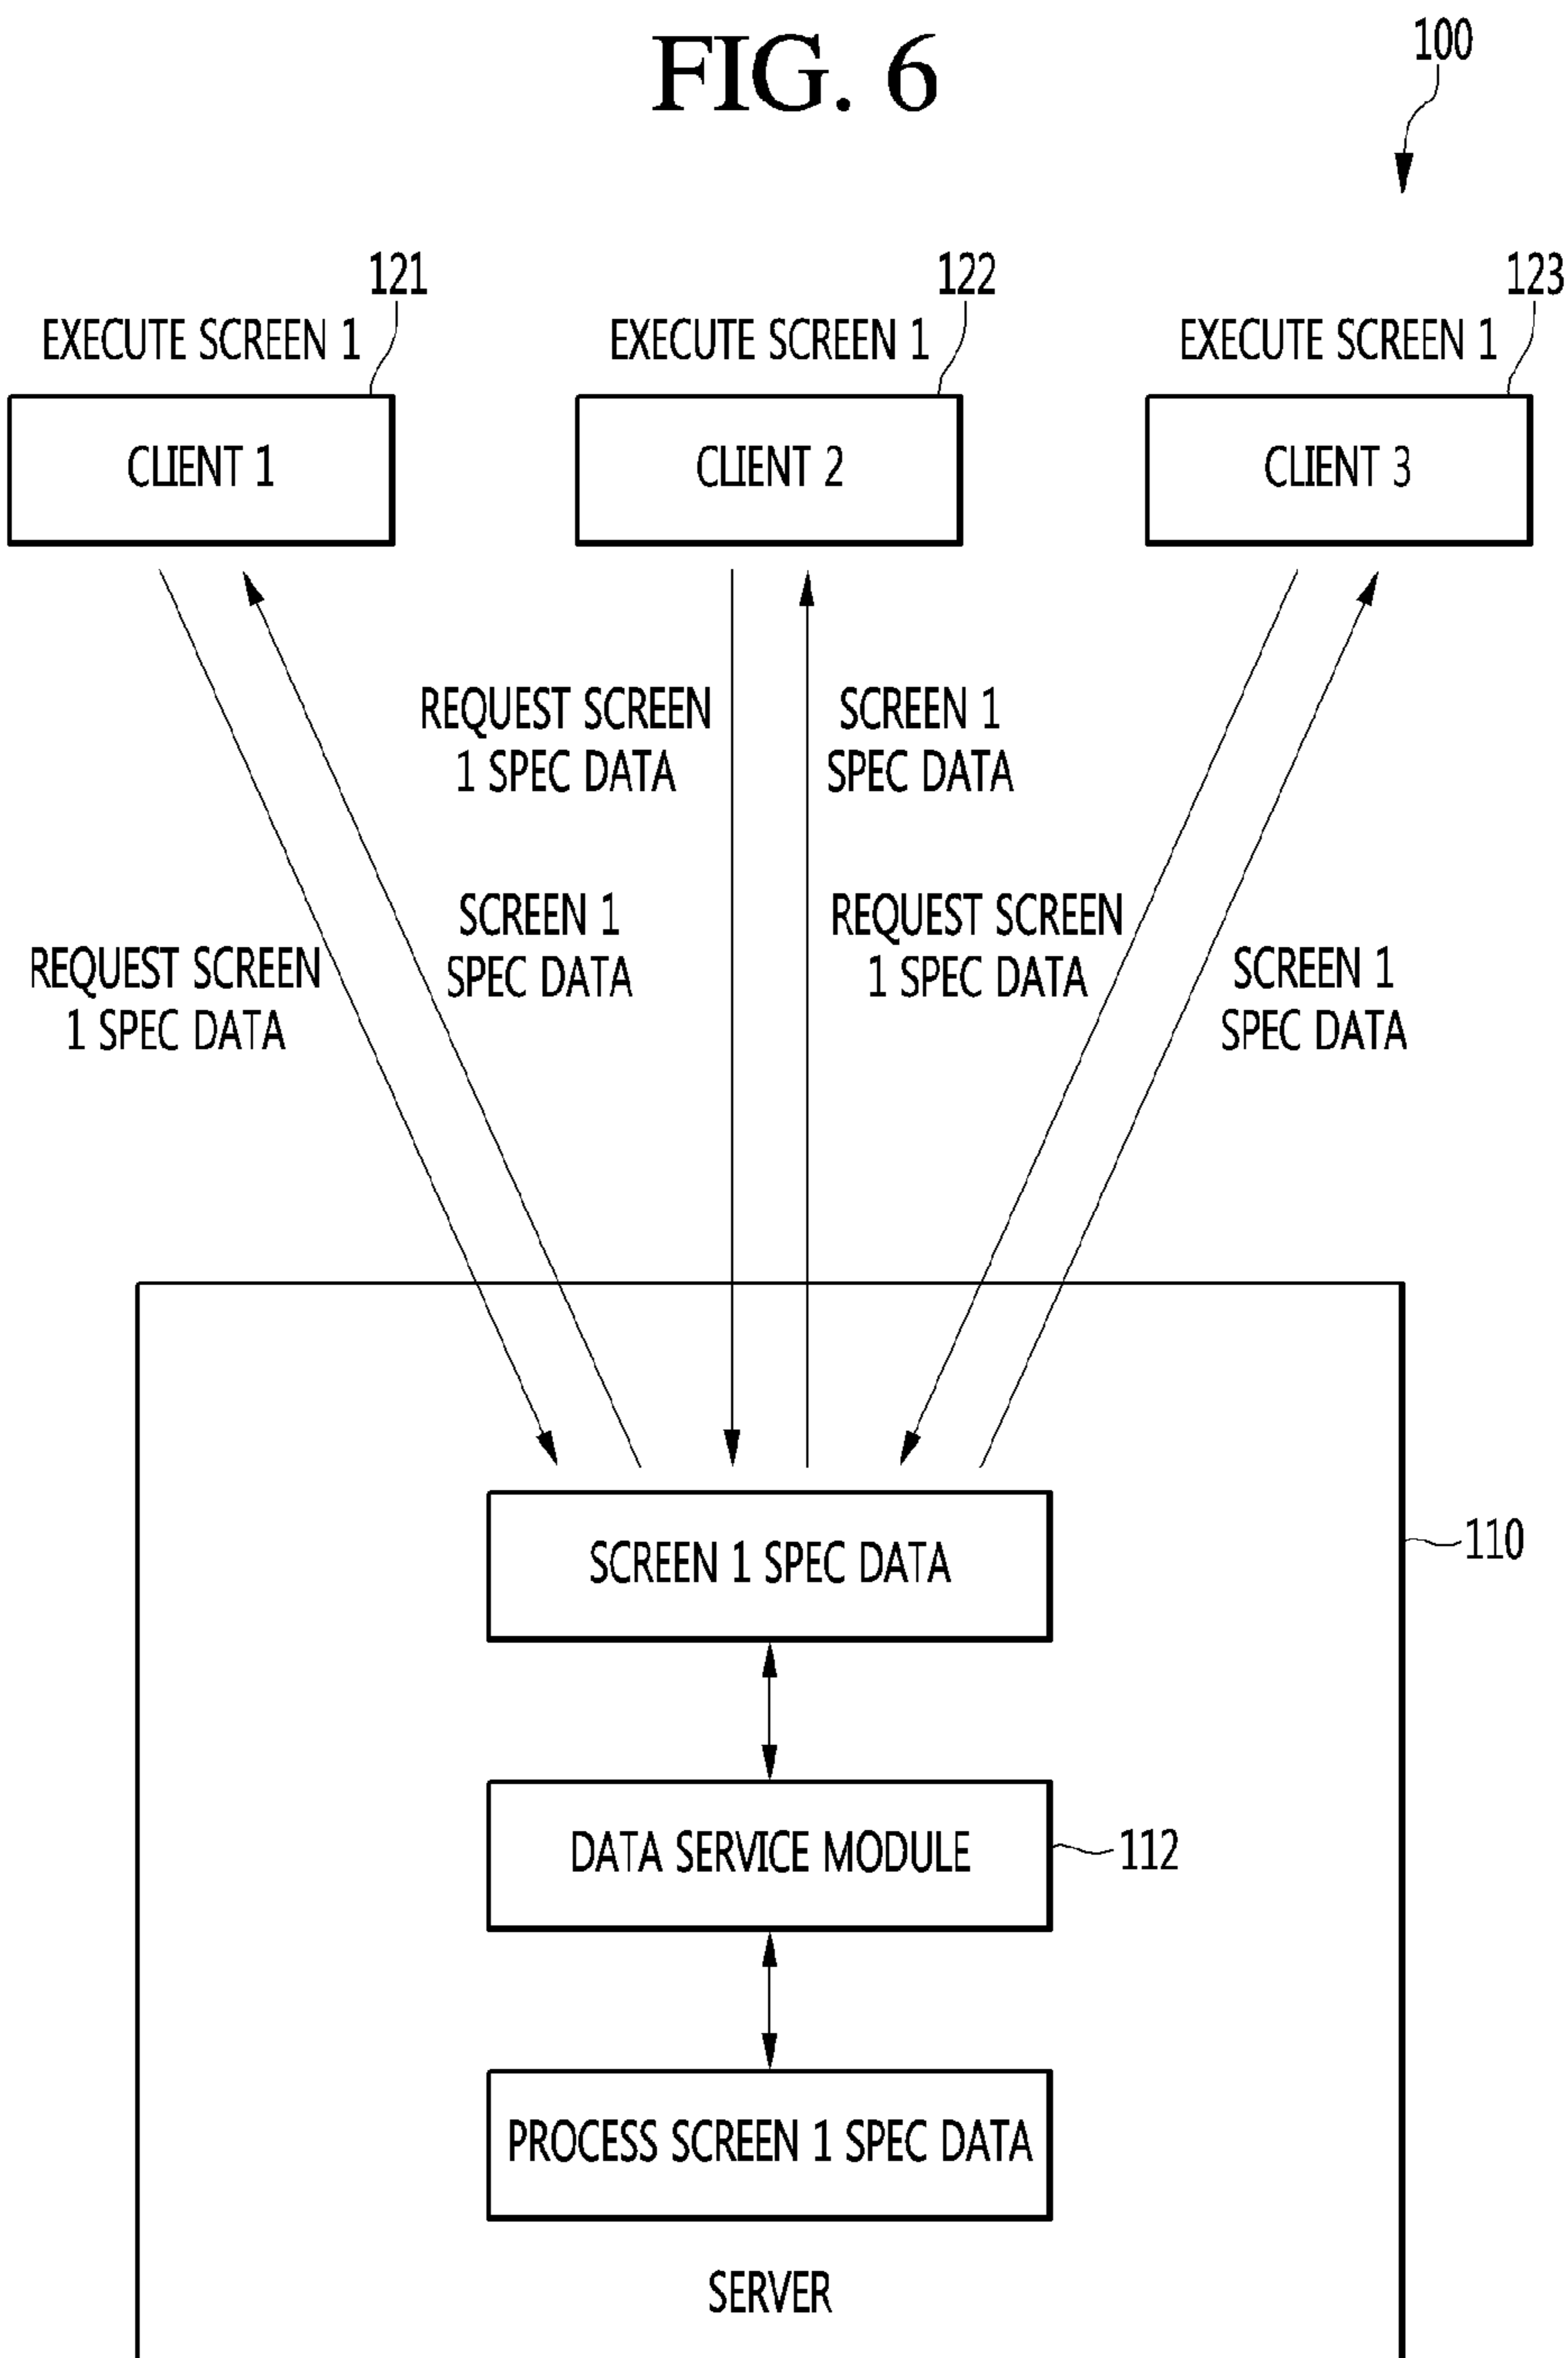 FIG. 6
100
121
122
123
EXECUTE SCREEN 1
EXECUTE SCREEN 1
EXECUTE SCREEN 1
CLIENT 1
CLIENT 2
CLIENT 3
REQUEST SCREEN
1 SPEC DATA
SCREEN 1
SPEC DATA
REQUEST SCREEN
1 SPEC DATA
SCREEN 1
SPEC DATA
REQUEST SCREEN
1 SPEC DATA
SCREEN 1
SPEC DATA
SCREEN 1 SPEC DATA
110
DATA SERVICE MODULE
112
PROCESS SCREEN 1 SPEC DATA
SERVER